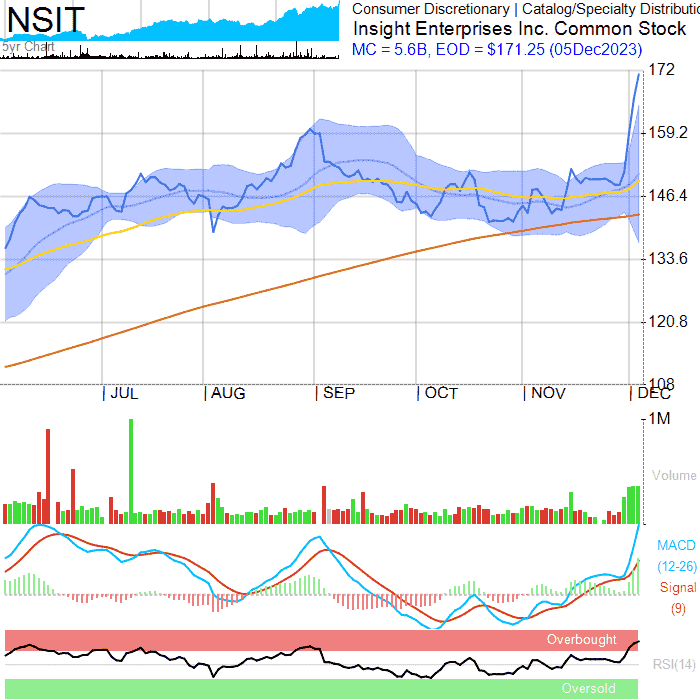 NSIT
5yr Chart
Consumer Discretionary | Catalog/Specialty Distributio
Insight Enterprises Inc. Common Stock
MC = 5.6B, EOD = $171.25 (05Dec2023)
172
159.2
146.4
133.6
120.8
108
JUL
AUG
SEP
OCT
NOV
DEC
1M
Volume
MACD
(12-26)
Signal
(9)
Overbought
RSI(14)
Oversold